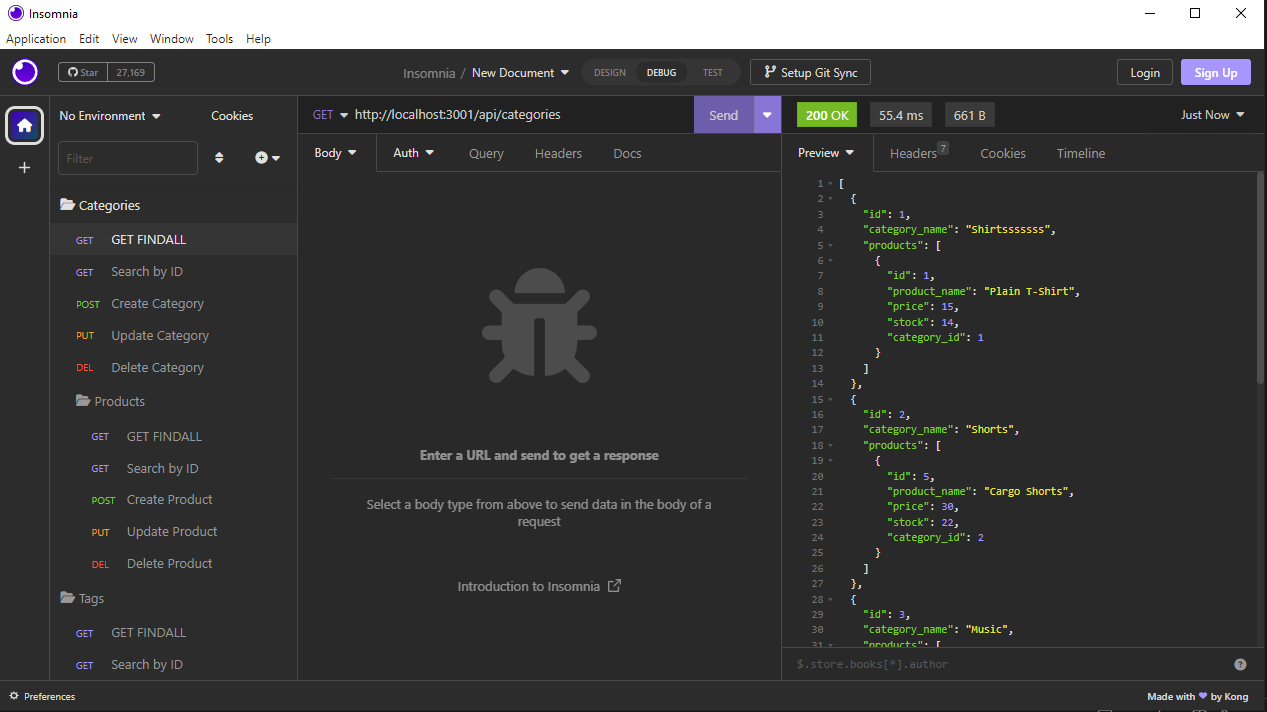 Insomnia
Application Edit View Window Tools Help
Star 27,169
Insomnia / New Document
DESIGN DEBUG TEST
Setup Git Sync
Login Sign Up
No Environment Cookies
Filter
Categories
GET GET FINDALL
GET Search by ID
POST Create Category
PUT Update Category
DEL Delete Category
Products
GET GET FINDALL
GET Search by ID
POST Create Product
PUT Update Product
DEL Delete Product
Tags
GET GET FINDALL
GET Search by ID
GET http://localhost:3001/api/categories Send
Body Auth Query Headers Docs
Enter a URL and send to get a response
Select a body type from above to send data in the body of a
request
Introduction to Insomnia
200 OK 55.4 ms 661 B Just Now
Preview Headers 7 Cookies Timeline
1 [
2 {
3 "id": 1,
4 "category_name": "Shirtsssssss",
5 "products": [
6 {
7 "id": 1,
8 "product_name": "Plain T-Shirt",
9 "price": 15,
10 "stock": 14,
11 "category_id": 1
12 }
13 ]
14 },
15 {
16 "id": 2,
17 "category_name": "Shorts",
18 "products": [
19 {
20 "id": 5,
21 "product_name": "Cargo Shorts",
22 "price": 30,
23 "stock": 22,
24 "category_id": 2
25 }
26 ]
27 },
28 {
29 "id": 3,
30 "category_name": "Music",
31 "products": [
$.store.books[*].author
Preferences
Made with ♥ by Kong